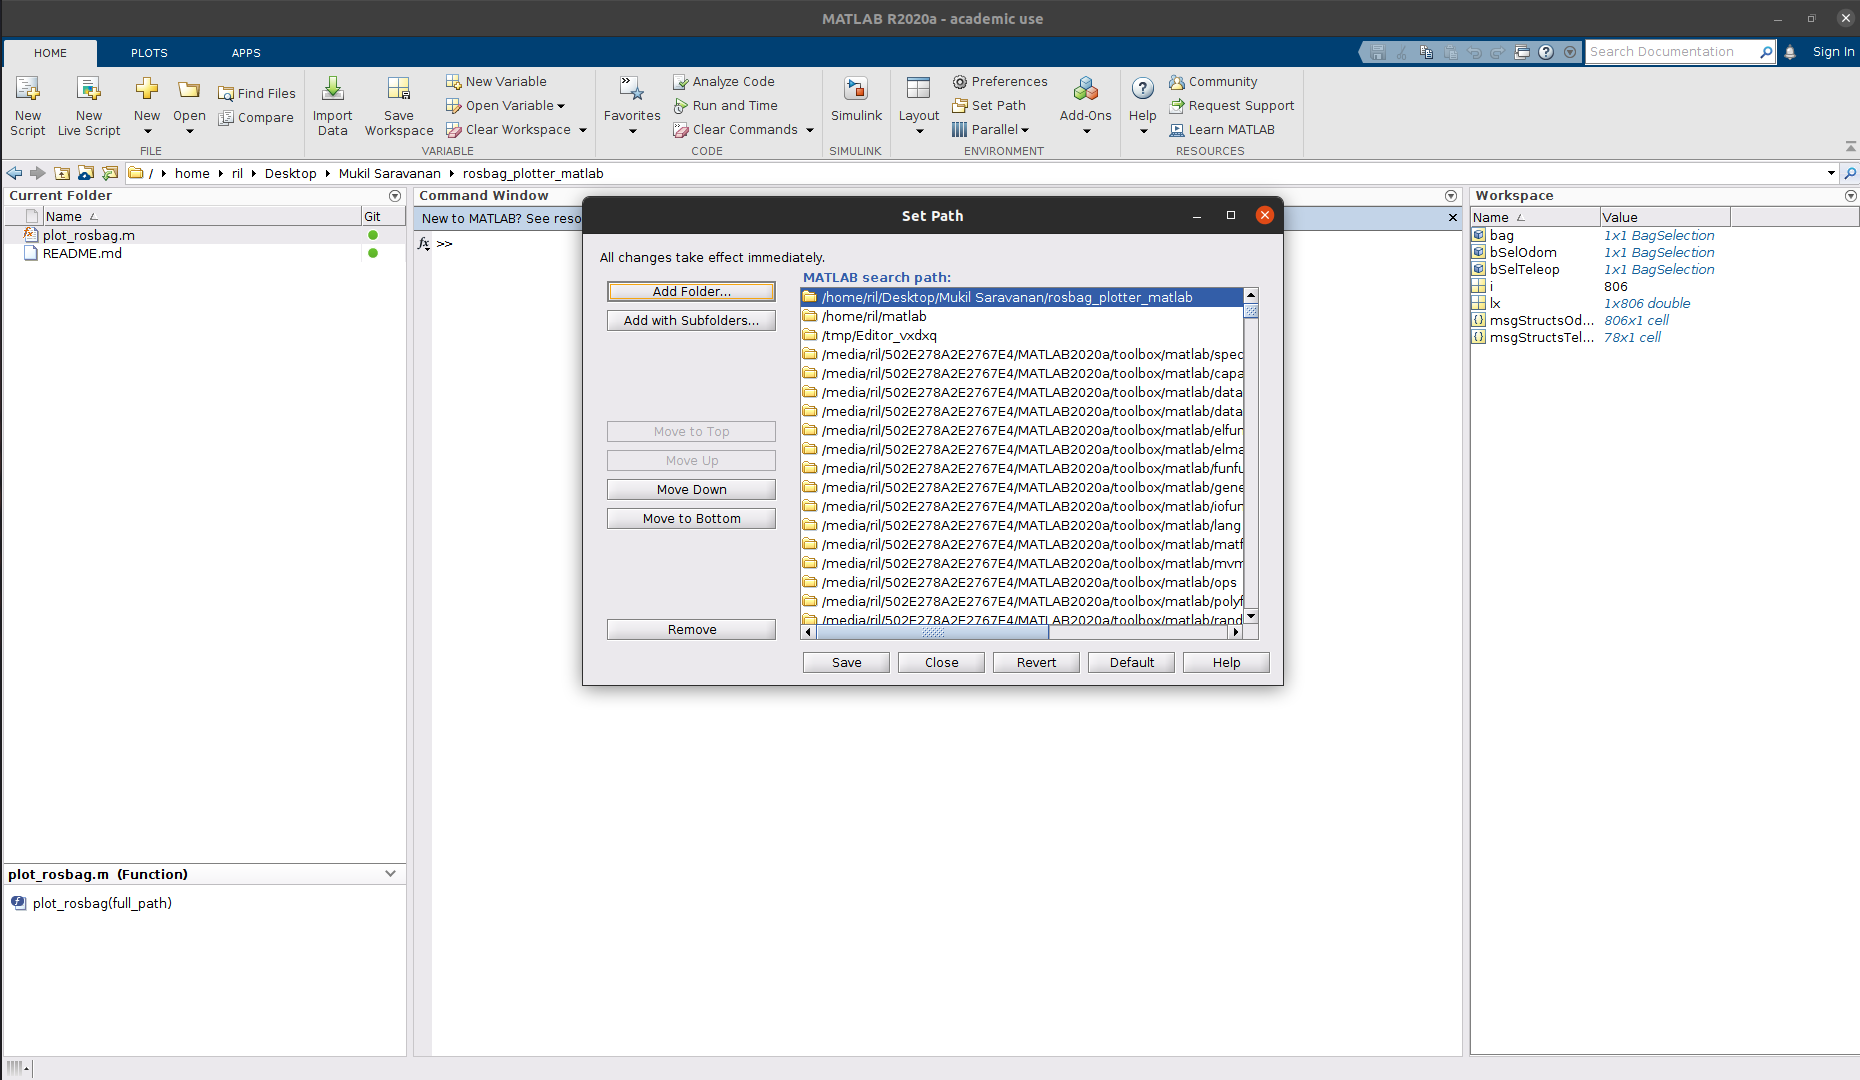 MATLAB R2020a - academic use
HOME PLOTS APPS
Search Documentation
Sign In
New Script
New Live Script
New
Open
Find Files
Compare
FILE
Import Data
Save Workspace
New Variable
Open Variable
Clear Workspace
VARIABLE
Favorites
Analyze Code
Run and Time
Clear Commands
CODE
Simulink
SIMULINK
Layout
Preferences
Set Path
Parallel
Add-Ons
ENVIRONMENT
Help
Community
Request Support
Learn MATLAB
RESOURCES
/ home ril Desktop Mukil Saravanan rosbag_plotter_matlab
Current Folder
Name Git
plot_rosbag.m
README.md
plot_rosbag.m (Function)
plot_rosbag(full_path)
Command Window
New to MATLAB? See reso
fx >>
Set Path
All changes take effect immediately.
MATLAB search path:
Add Folder...
Add with Subfolders...
Move to Top
Move Up
Move Down
Move to Bottom
Remove
/home/ril/Desktop/Mukil Saravanan/rosbag_plotter_matlab
/home/ril/matlab
/tmp/Editor_vxdxq
/media/ril/502E278A2E2767E4/MATLAB2020a/toolbox/matlab/spec
/media/ril/502E278A2E2767E4/MATLAB2020a/toolbox/matlab/capa
/media/ril/502E278A2E2767E4/MATLAB2020a/toolbox/matlab/data
/media/ril/502E278A2E2767E4/MATLAB2020a/toolbox/matlab/data
/media/ril/502E278A2E2767E4/MATLAB2020a/toolbox/matlab/elfun
/media/ril/502E278A2E2767E4/MATLAB2020a/toolbox/matlab/elma
/media/ril/502E278A2E2767E4/MATLAB2020a/toolbox/matlab/funfu
/media/ril/502E278A2E2767E4/MATLAB2020a/toolbox/matlab/gene
/media/ril/502E278A2E2767E4/MATLAB2020a/toolbox/matlab/iofun
/media/ril/502E278A2E2767E4/MATLAB2020a/toolbox/matlab/lang
/media/ril/502E278A2E2767E4/MATLAB2020a/toolbox/matlab/matf
/media/ril/502E278A2E2767E4/MATLAB2020a/toolbox/matlab/mvm
/media/ril/502E278A2E2767E4/MATLAB2020a/toolbox/matlab/ops
/media/ril/502E278A2E2767E4/MATLAB2020a/toolbox/matlab/polyf
/media/ril/502E278A2E2767E4/MATLAB2020a/toolbox/matlab/rand
Save Close Revert Default Help
Workspace
Name Value
bag 1x1 BagSelection
bSelOdom 1x1 BagSelection
bSelTeleop 1x1 BagSelection
i 806
lx 1x806 double
msgStructsOd... 806x1 cell
msgStructsTel... 78x1 cell